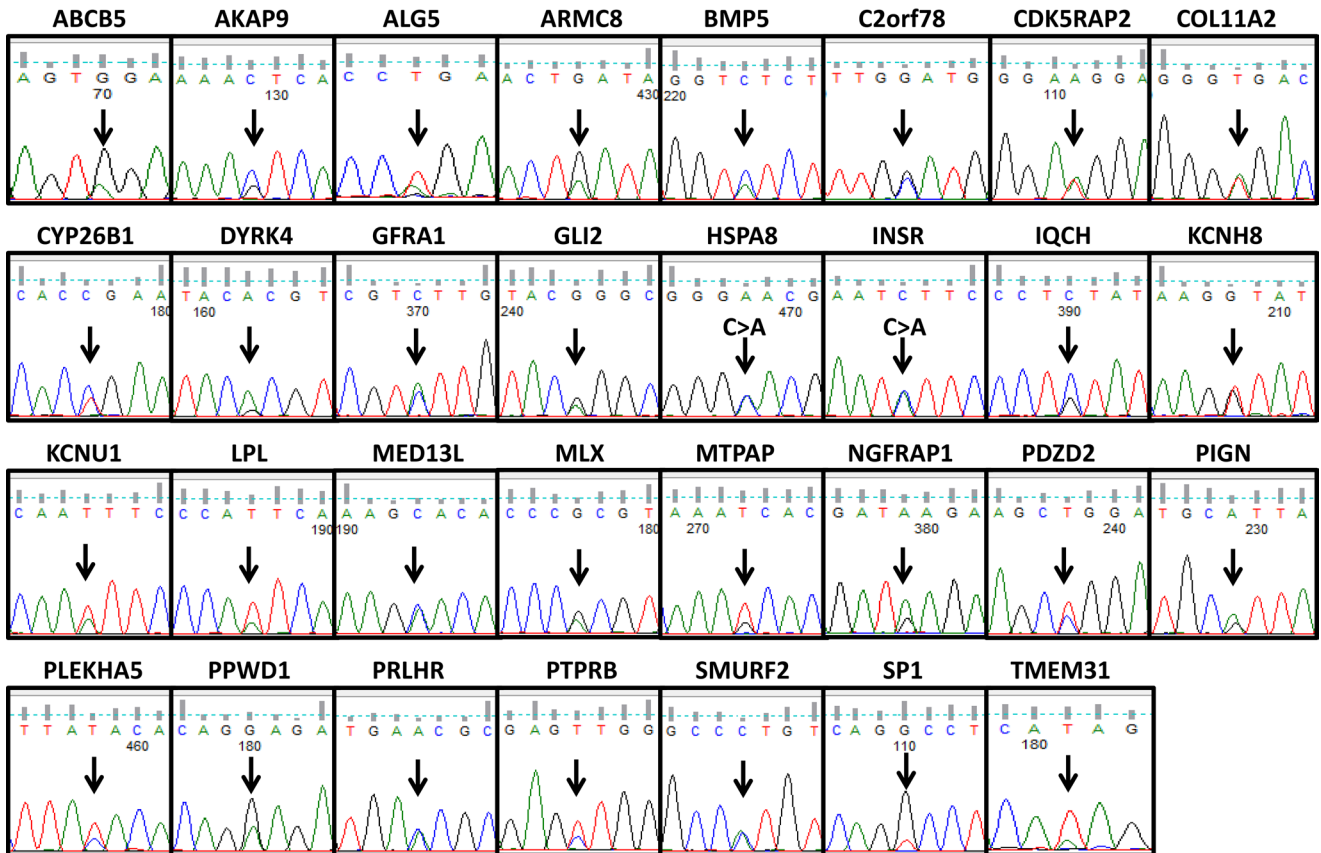 ABCB5 AKAP9 ALG5 ARMC8 BMP5 C2orf78 CDK5RAP2 COL11A2
A G T G G A A A A C T C A C C T G A A C T G A T A G G T C T C T T T G G A T G G G A A G G A G G G T G A C
70 130 430 220 110
CYP26B1 DYRK4 GFRA1 GLI2 HSPA8 INSR IQCH KCNH8
C A C C G A A T A C A C G T C G T C T T G T A C G G G C G G G A A C G A A T C T T C C C T C T A T A A G G T A T
180 160 370 240 470 390 210
C>A C>A
KCNU1 LPL MED13L MLX MTPAP NGFRAP1 PDZD2 PIGN
C A A T T T C C C A T T C A A A G C A C A C C C G C G T A A A T C A C G A T A A G A A G C T G G A T G C A T T A
190 190 180 270 380 240 230
PLEKHA5 PPWD1 PRLHR PTPRB SMURF2 SP1 TMEM31
T T A T A C A C A G G A G A T G A A C G C G A G T T G G G C C C T G T C A G G C C T C A T A G
460 180 110 180